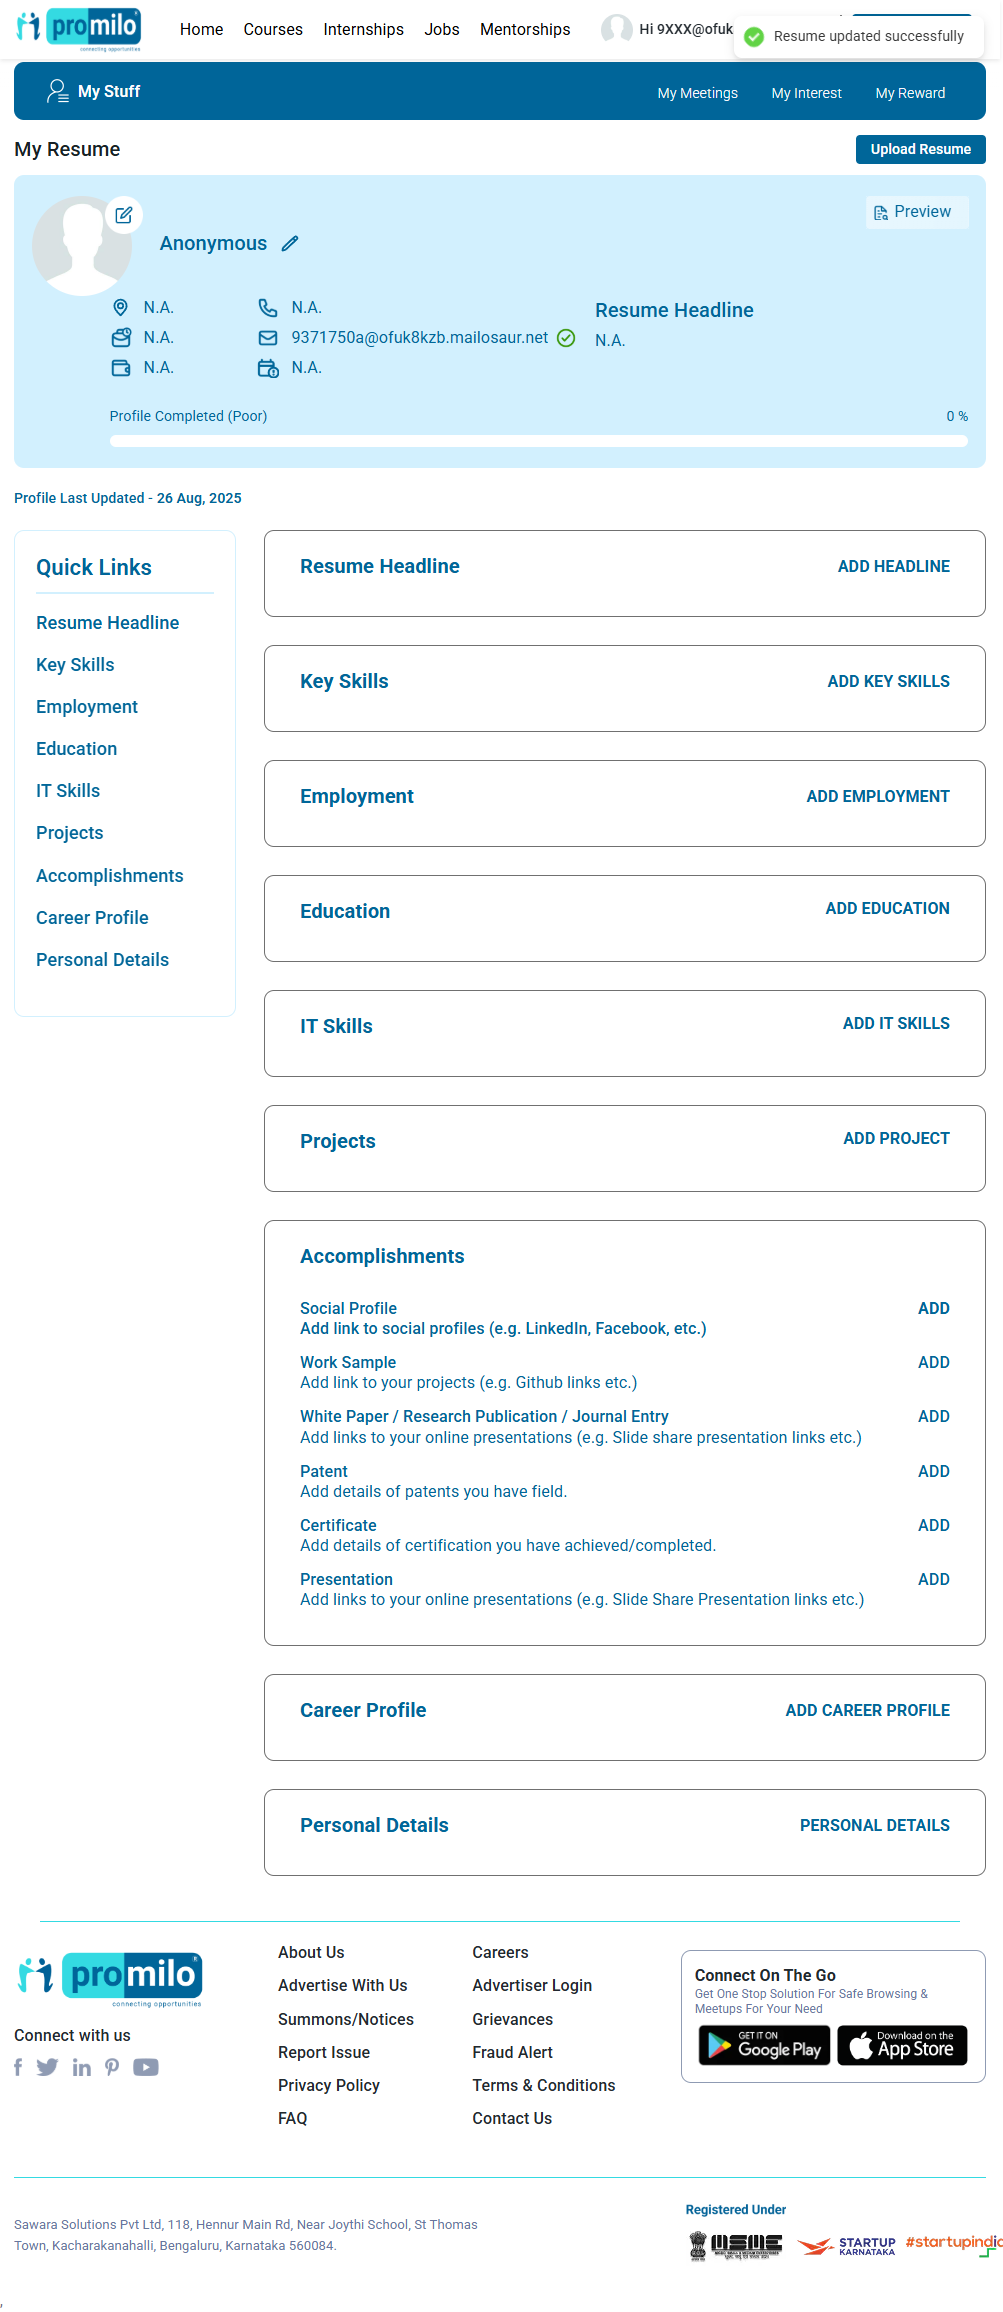 promilo
connecting opportunities
Home Courses Internships Jobs Mentorships Hi 9XXX@ofuk
Resume updated successfully
My Stuff My Meetings My Interest My Reward
My Resume Upload Resume
Preview
Anonymous
N.A. N.A. Resume Headline
N.A. 9371750a@ofuk8kzb.mailosaur.net N.A.
N.A. N.A.
Profile Completed (Poor) 0 %
Profile Last Updated - 26 Aug, 2025
Quick Links
Resume Headline
Key Skills
Employment
Education
IT Skills
Projects
Accomplishments
Career Profile
Personal Details
Resume Headline ADD HEADLINE
Key Skills ADD KEY SKILLS
Employment ADD EMPLOYMENT
Education ADD EDUCATION
IT Skills ADD IT SKILLS
Projects ADD PROJECT
Accomplishments
Social Profile ADD
Add link to social profiles (e.g. LinkedIn, Facebook, etc.)
Work Sample ADD
Add link to your projects (e.g. Github links etc.)
White Paper / Research Publication / Journal Entry ADD
Add links to your online presentations (e.g. Slide share presentation links etc.)
Patent ADD
Add details of patents you have field.
Certificate ADD
Add details of certification you have achieved/completed.
Presentation ADD
Add links to your online presentations (e.g. Slide Share Presentation links etc.)
Career Profile ADD CAREER PROFILE
Personal Details PERSONAL DETAILS
promilo
connecting opportunities
Connect with us
About Us
Advertise With Us
Summons/Notices
Report Issue
Privacy Policy
FAQ
Careers
Advertiser Login
Grievances
Fraud Alert
Terms & Conditions
Contact Us
Connect On The Go
Get One Stop Solution For Safe Browsing &
Meetups For Your Need
GET IT ON
Google Play
Download on the
App Store
Sawara Solutions Pvt Ltd, 118, Hennur Main Rd, Near Joythi School, St Thomas
Town, Kacharakanahalli, Bengaluru, Karnataka 560084.
Registered Under
MSME
STARTUP
KARNATAKA
#startupindia
,